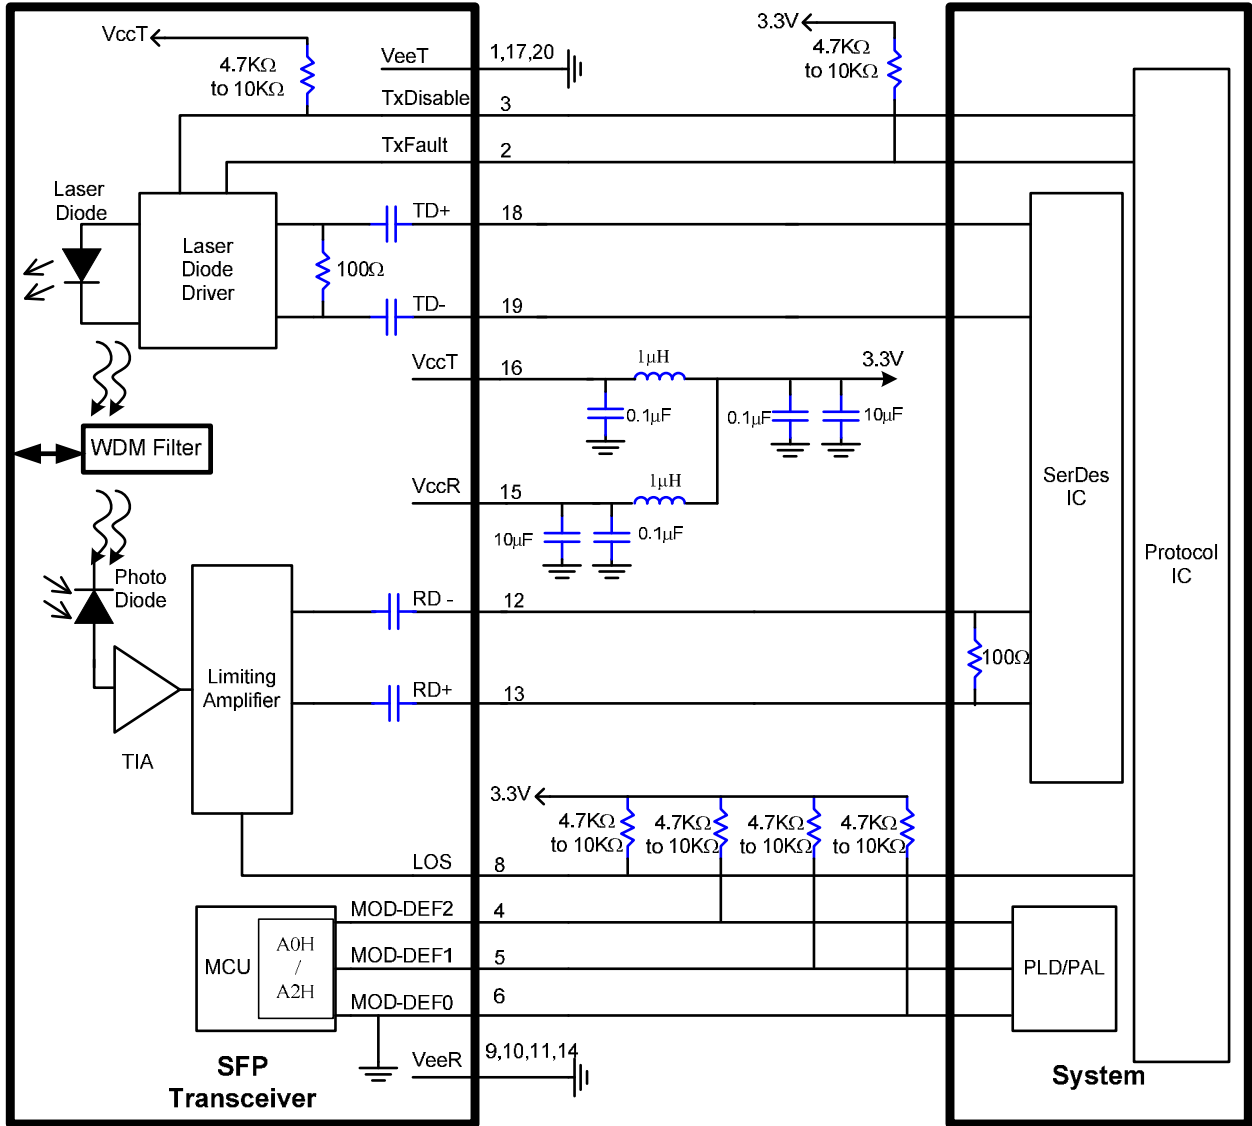 VccT
4.7KΩ
to 10KΩ
VeeT
1,17,20
3.3V
4.7KΩ
to 10KΩ
TxDisable
3
TxFault
2
Laser
Diode
Laser
Diode
Driver
100Ω
TD+
18
TD-
19
VccT
16
1μH
3.3V
0.1μF
0.1μF
10μF
WDM Filter
VccR
15
1μH
10μF
0.1μF
SerDes
IC
Protocol
IC
Photo
Diode
RD -
12
Limiting
Amplifier
RD+
13
100Ω
TIA
3.3V
4.7KΩ
to 10KΩ
4.7KΩ
to 10KΩ
4.7KΩ
to 10KΩ
4.7KΩ
to 10KΩ
LOS
8
MOD-DEF2
4
MCU
A0H
/
A2H
MOD-DEF1
5
PLD/PAL
MOD-DEF0
6
VeeR
9,10,11,14
SFP
Transceiver
System